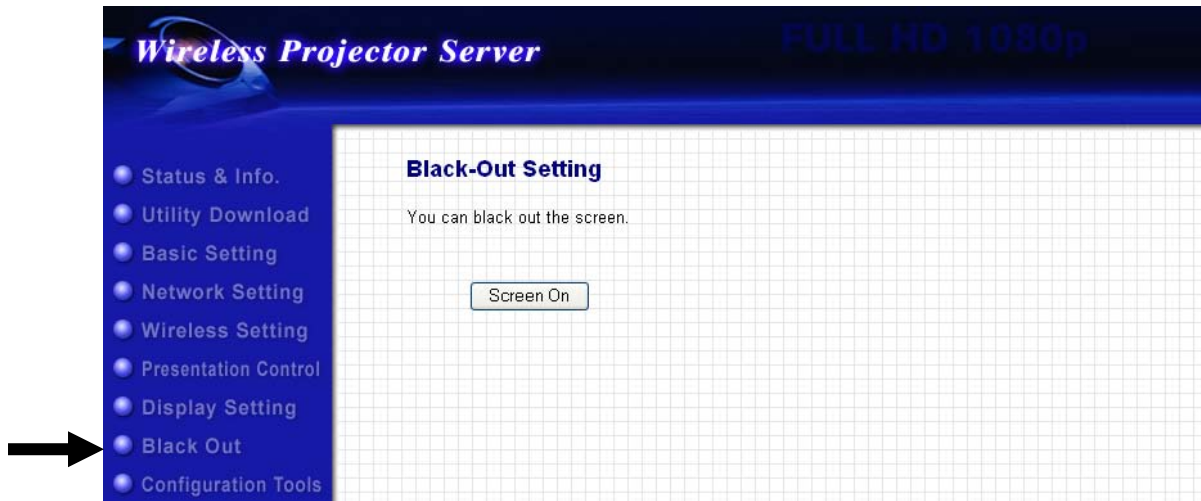 Wireless Projector Server
FULL HD 1080p
Status & Info.
Utility Download
Basic Setting
Network Setting
Wireless Setting
Presentation Control
Display Setting
Black Out
Configuration Tools
Black-Out Setting
You can black out the screen.
Screen On